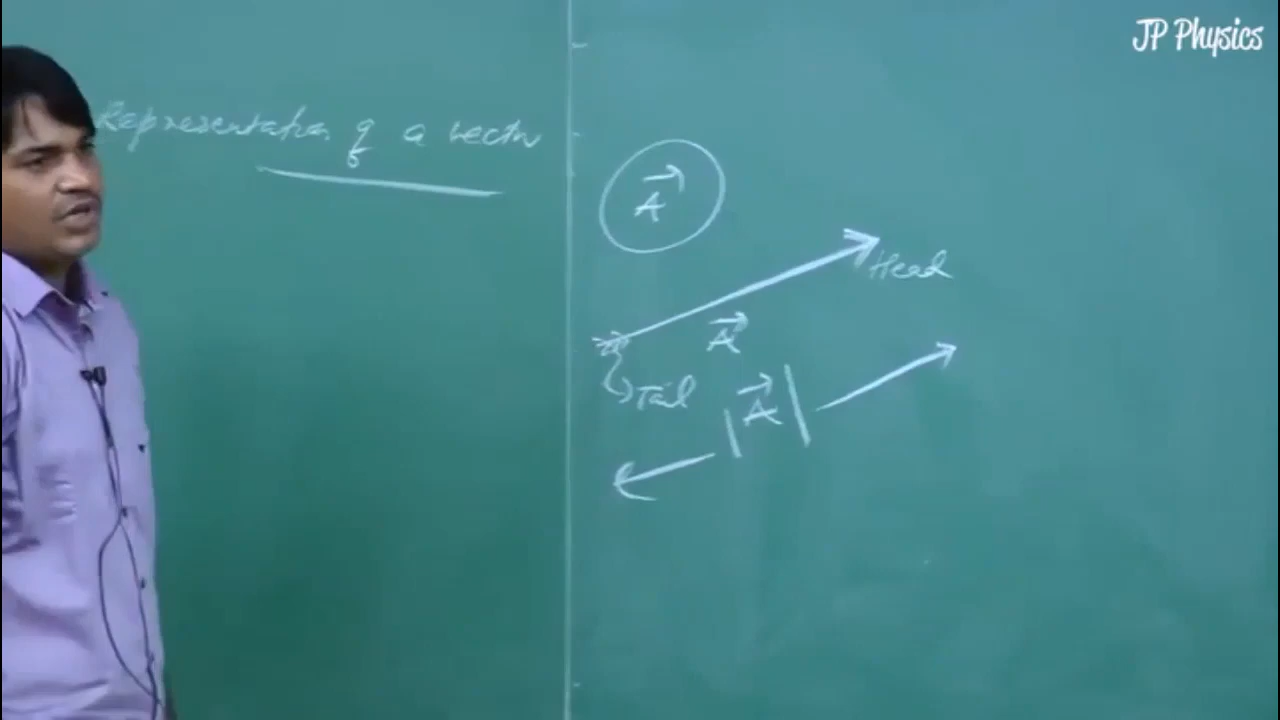 JP Physics
Representation of a vector
A
Head
A
Tail
|A|